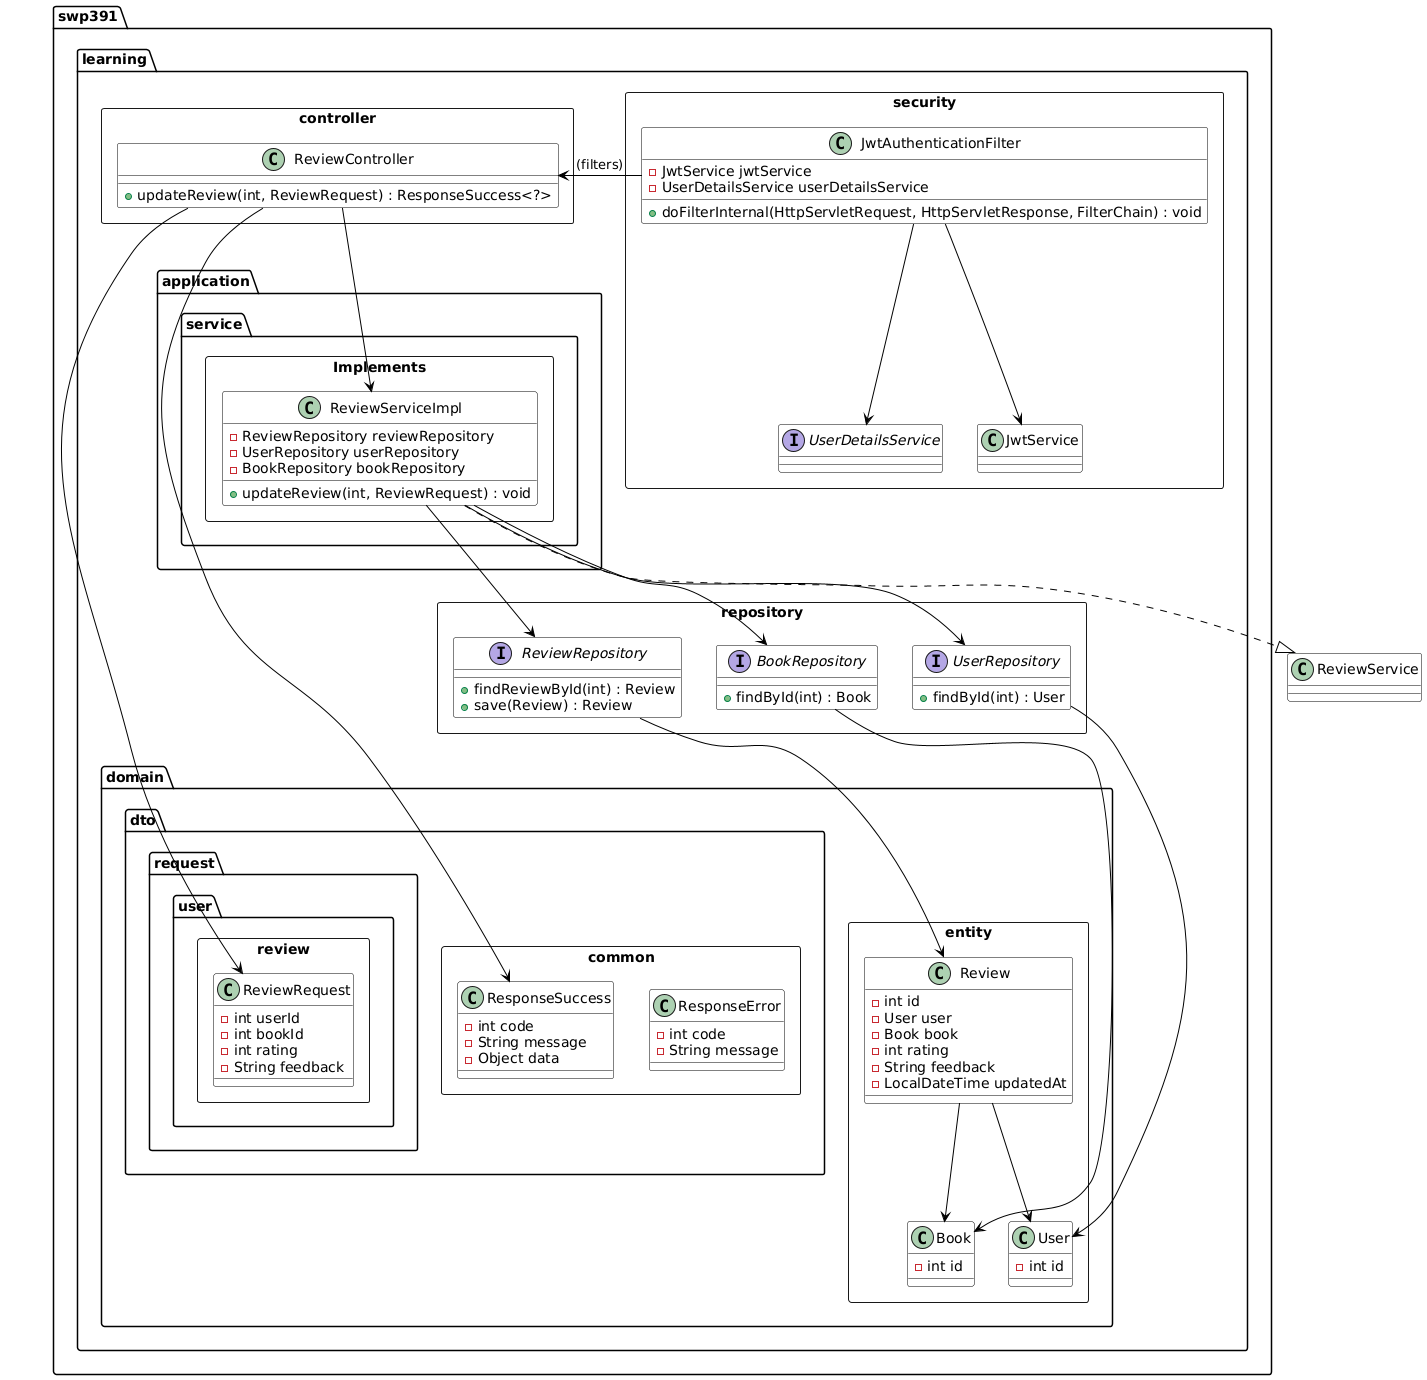 swp391
learning
controller
C ReviewController
updateReview(int, ReviewRequest) : ResponseSuccess<?>
(filters)
security
C JwtAuthenticationFilter
JwtService jwtService
UserDetailsService userDetailsService
doFilterInternal(HttpServletRequest, HttpServletResponse, FilterChain) : void
I UserDetailsService
C JwtService
application
service
Implements
C ReviewServiceImpl
ReviewRepository reviewRepository
UserRepository userRepository
BookRepository bookRepository
updateReview(int, ReviewRequest) : void
repository
I ReviewRepository
findReviewById(int) : Review
save(Review) : Review
I BookRepository
findById(int) : Book
I UserRepository
findById(int) : User
C ReviewService
domain
dto
request
user
review
C ReviewRequest
int userId
int bookId
int rating
String feedback
common
C ResponseSuccess
int code
String message
Object data
C ResponseError
int code
String message
entity
C Review
int id
User user
Book book
int rating
String feedback
LocalDateTime updatedAt
C Book
int id
C User
int id